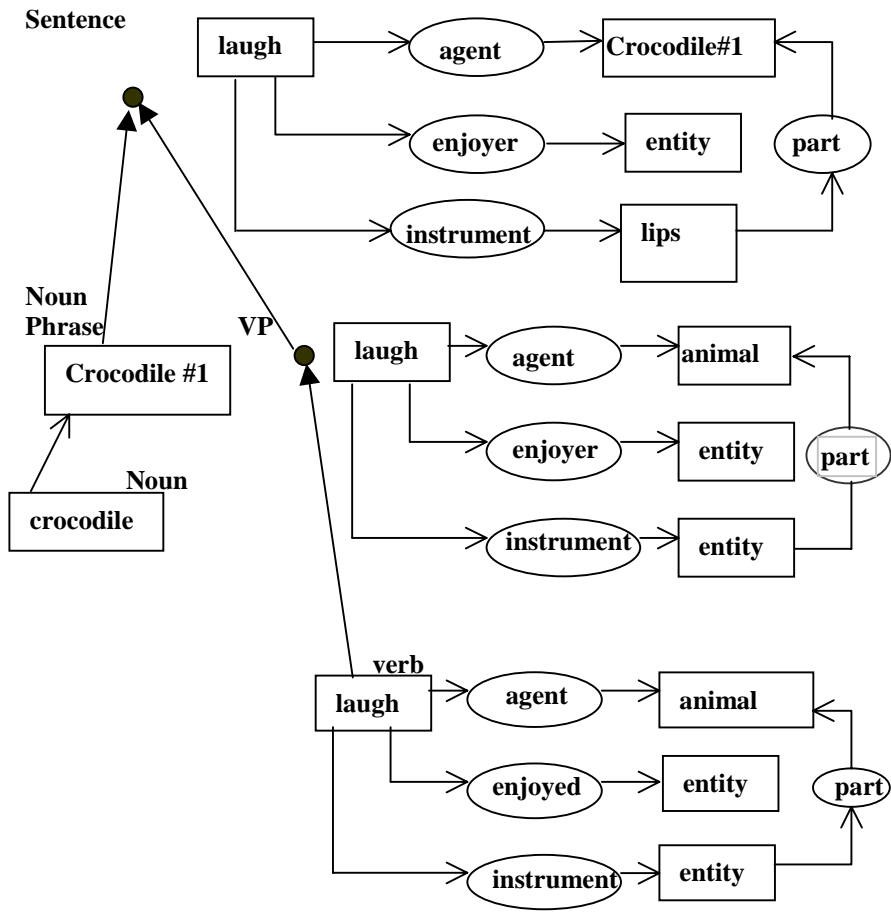 Sentence
laugh
agent
Crocodile#1
enjoyer
entity
part
instrument
lips
Noun
Phrase
VP
Crocodile #1
Noun
crocodile
laugh
agent
animal
enjoyer
entity
part
instrument
entity
verb
laugh
agent
animal
enjoyed
entity
part
instrument
entity